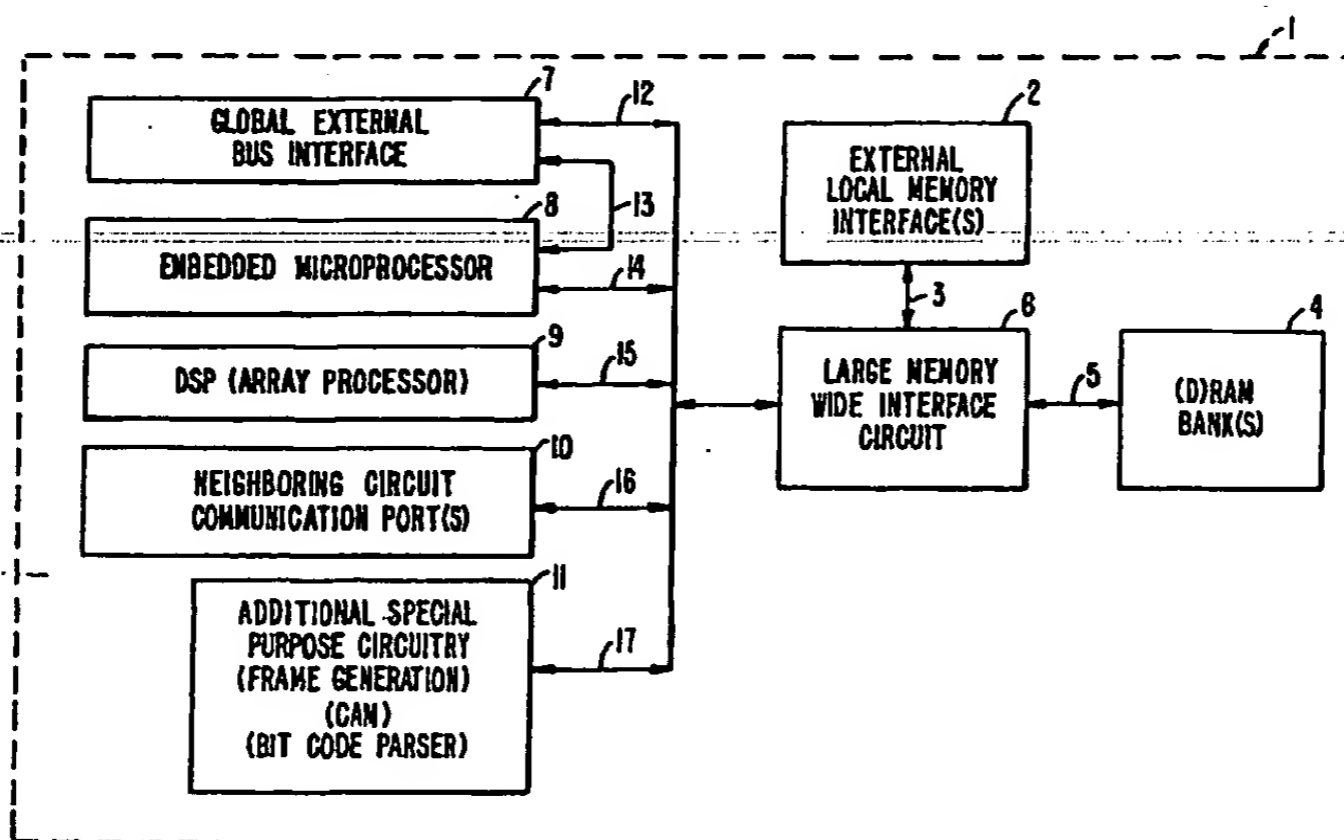 1
7
GLOBAL EXTERNAL
BUS INTERFACE
12
13
8
EMBEDDED MICROPROCESSOR
14
9
DSP (ARRAY PROCESSOR)
15
10
NEIGHBORING CIRCUIT
COMMUNICATION PORT(S)
16
11
ADDITIONAL SPECIAL
PURPOSE CIRCUITRY
(FRAME GENERATION)
(CAM)
(BIT CODE PARSER)
17
2
EXTERNAL
LOCAL MEMORY
INTERFACE(S)
3
6
LARGE MEMORY
WIDE INTERFACE
CIRCUIT
5
4
(D)RAM
BANK(S)